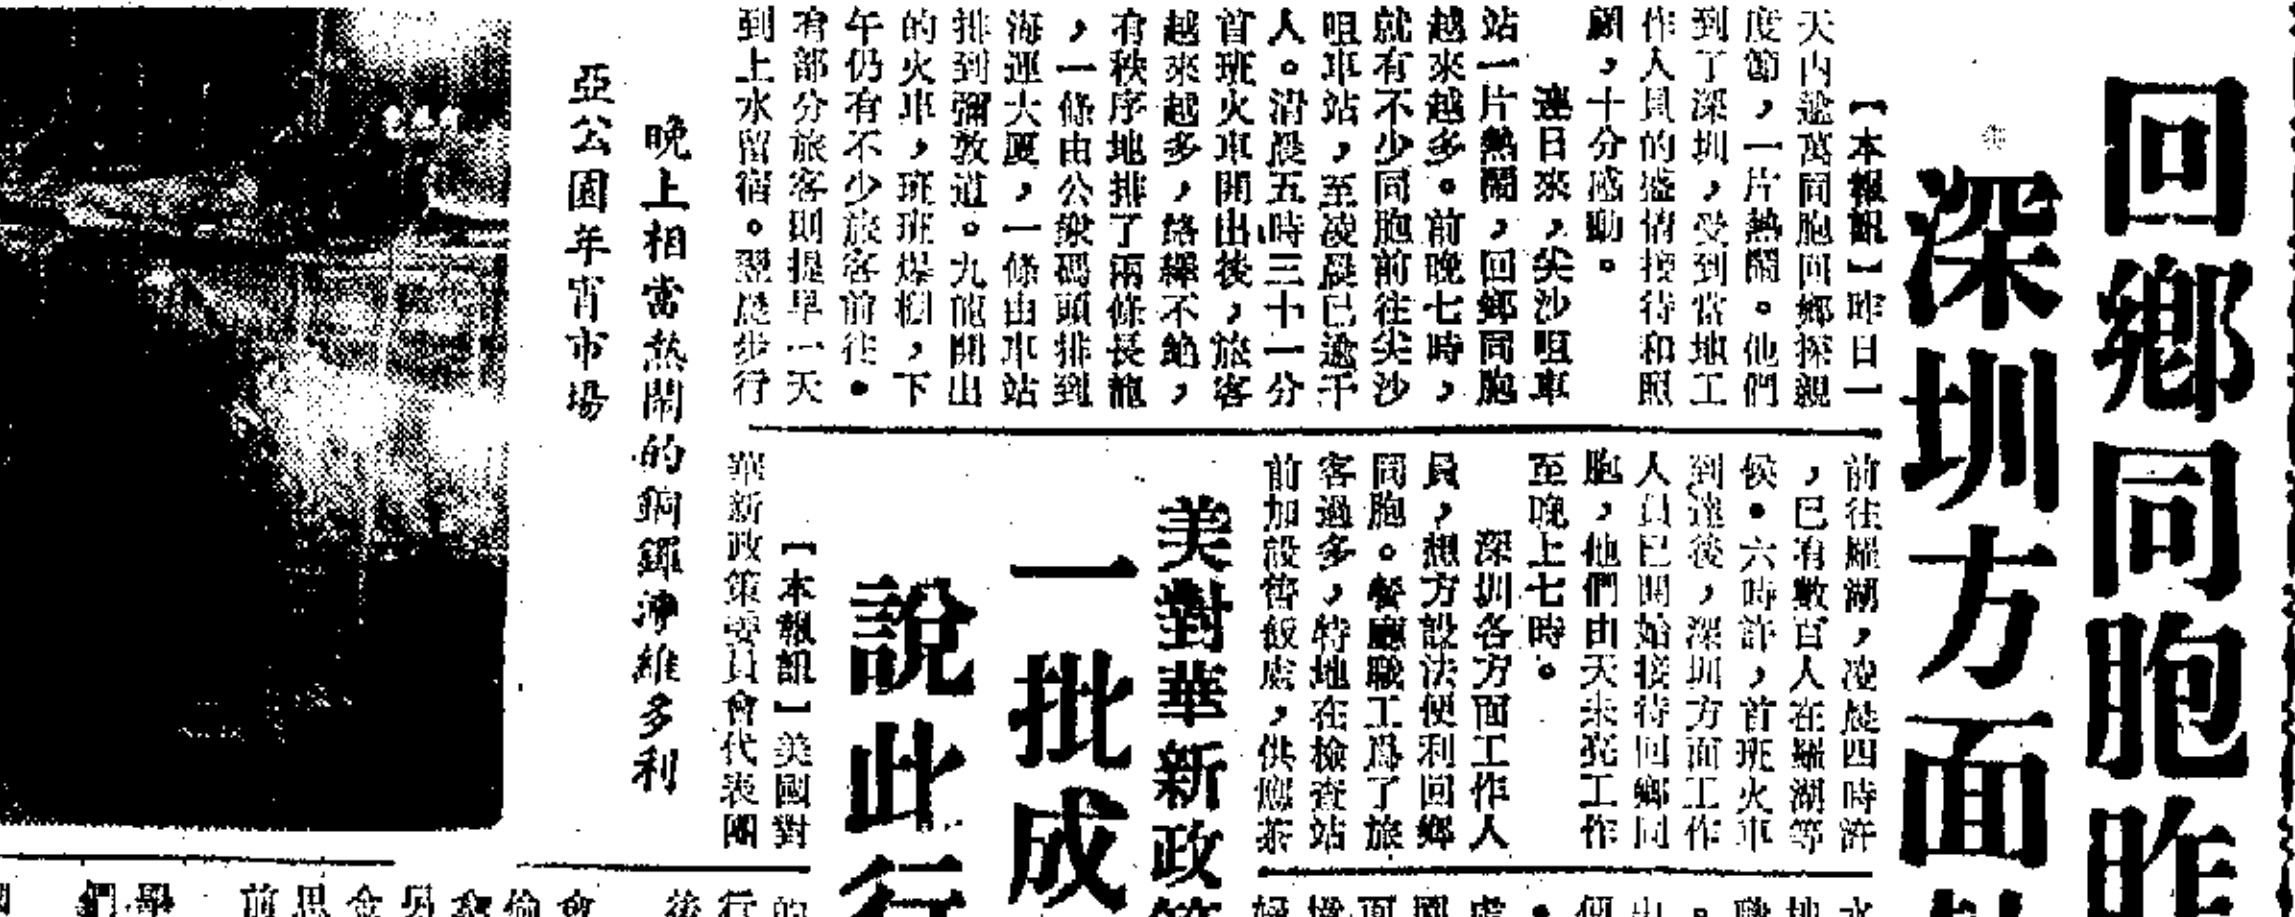 回鄉同胞昨
深圳方面
【本報訊】昨日一
天內逾萬同胞回鄉探親
度節，一片熱鬧。他們
到了深圳，受到當地工
作人員的盛情接待和照
顧，十分感動。
連日來，尖沙咀車
站一片熱鬧，回鄉同胞
越來越多。前晚七時，
就有不少同胞前往尖沙
咀車站，至凌晨已逾千
人。清晨五時三十一分
首班火車開出後，旅客
越來越多，絡繹不絕，
有秩序地排了兩條長龍
，一條由公衆碼頭排到
海運大廈，一條由車站
排到彌敦道。九龍開出
的火車，班班爆棚，下
午仍有不少旅客前往。
有部分旅客則提早一天
到上水留宿。翌晨步行
前往羅湖，凌晨四時許
，已有數百人在羅湖等
候。六時許，首班火車
到達後，深圳方面工作
人員已開始接待回鄉同
胞，他們由天未亮工作
至晚上七時。
深圳各方面工作人
員，想方設法便利回鄉
同胞。餐廳職工爲了旅
客過多，特地在檢查站
前加設售飯處，供應茶
美對華新政
一批成
說此行
【本報訊】美國對
華新政策委員會代表團
晚上相當熱鬧的銅鑼灣維多利
亞公園年宵市場